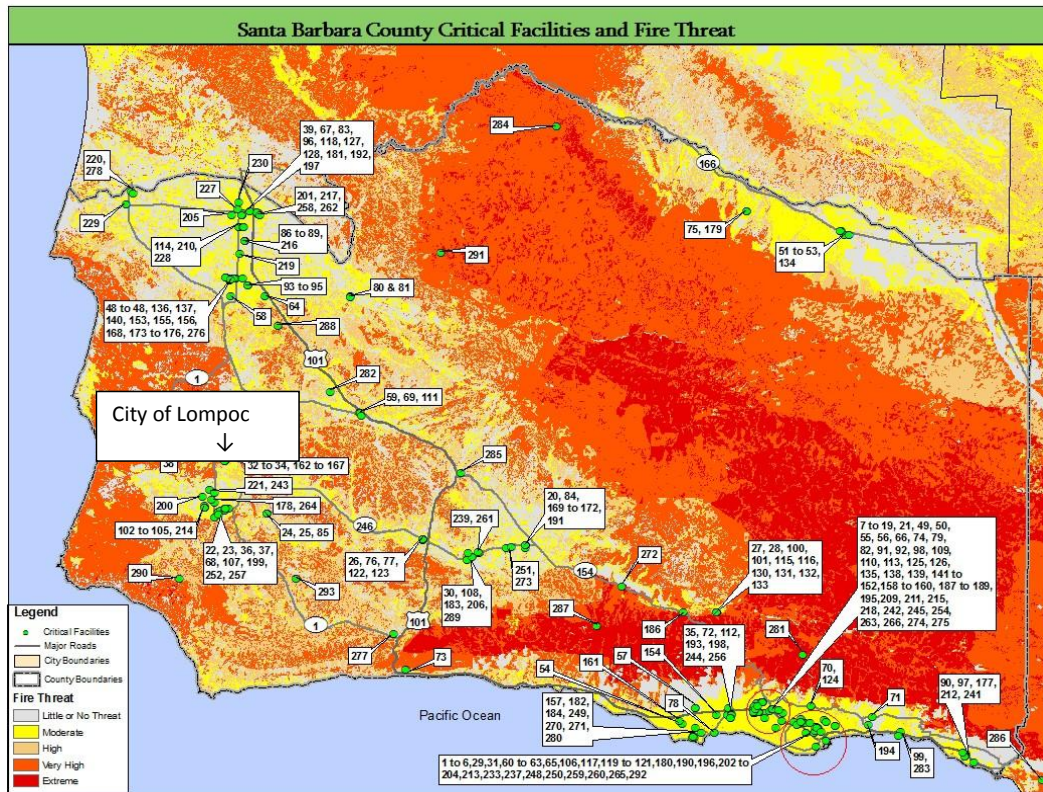 Santa Barbara County Critical Facilities and Fire Threat
39, 67, 83,
96, 118, 127,
128, 181, 192,
197
284
166
230
220,
278
227
201, 217,
258, 262
229
205
75, 179
86 to 89,
216
114, 210,
228
51 to 53,
134
291
219
93 to 95
80 & 81
48 to 48, 136, 137,
140, 153, 155, 156,
168, 173 to 176, 276
58
64
288
101
1
282
59, 69, 111
City of Lompoc
↓
38
32 to 34, 162 to 167
285
221, 243
200
178, 264
20, 84,
169 to 172,
191
102 to 105, 214
24, 25, 85
246
239, 261
7 to 19, 21, 49, 50,
55, 56, 66, 74, 79,
82, 91, 92, 98, 109,
110, 113, 125, 126,
135, 138, 139, 141 to
152,158 to 160, 187 to 189,
195,209, 211, 215,
218, 242, 245, 254,
263, 266, 274, 275
22, 23, 36, 37,
68, 107, 199,
252, 257
26, 76, 77,
122, 123
251,
273
154
272
27, 28, 100,
101, 115, 116,
130, 131, 132,
133
290
293
30, 108,
183, 206,
289
287
186
1
101
277
73
35, 72, 112,
193, 198,
244, 256
281
154
57
161
54
70,
124
90, 97, 177,
212, 241
78
71
157, 182,
184, 249,
270, 271,
280
Pacific Ocean
194
99,
283
286
1 to 6,29,31,60 to 63,65,106,117,119 to 121,180,190,196,202 to
204,213,233,237,248,250,259,260,265,292
Legend
Critical Facilities
Major Roads
City Boundaries
County Boundaries
Fire Threat
Little or No Threat
Moderate
High
Very High
Extreme